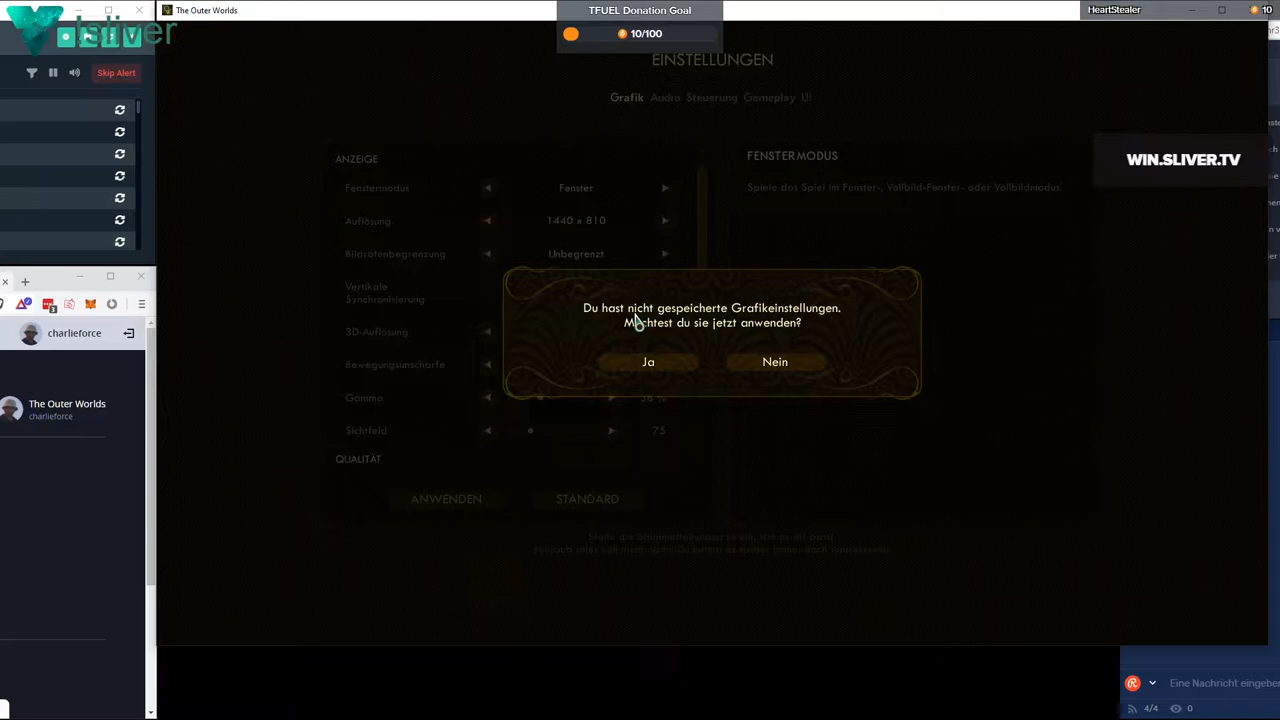 sliver
The Outer Worlds
TFUEL Donation Goal
10/100
HeartStealer
10
Skip Alert
EINSTELLUNGEN
Grafik Audio Steuerung Gameplay UI
WIN.SLIVER.TV
ANZEIGE
Fenstermodus
Fenster
Auflösung
1440 x 810
Bildratenbegrenzung
Unbegrenzt
Vertikale
Synchronisierung
3D-Auflösung
Bewegungsunschärfe
Gamma
Sichtfeld
75
QUALITÄT
ANWENDEN
STANDARD
FENSTERMODUS
Spiele das Spiel im Fenster-, Vollbild-Fenster- oder Vollbildmodus
Du hast nicht gespeicherte Grafikeinstellungen.
Möchtest du sie jetzt anwenden?
Ja
Nein
3
charlieforce
The Outer Worlds
charlieforce
Eine Nachricht eingeben
4/4
0